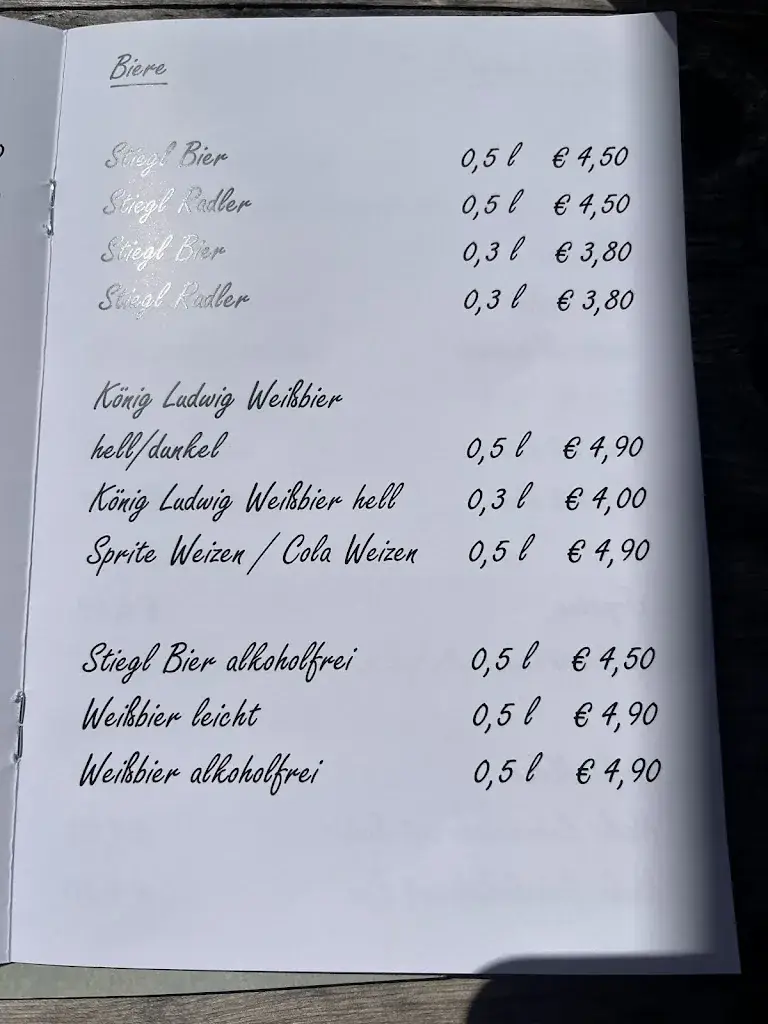 Biere
Stiegl Bier 0,5 l € 4,50
Stiegl Radler 0,5 l € 4,50
Stiegl Bier 0,3 l € 3,80
Stiegl Radler 0,3 l € 3,80
König Ludwig Weißbier
hell/dunkel 0,5 l € 4,90
König Ludwig Weißbier hell 0,3 l € 4,00
Sprite Weizen / Cola Weizen 0,5 l € 4,90
Stiegl Bier alkoholfrei 0,5 l € 4,50
Weißbier leicht 0,5 l € 4,90
Weißbier alkoholfrei 0,5 l € 4,90